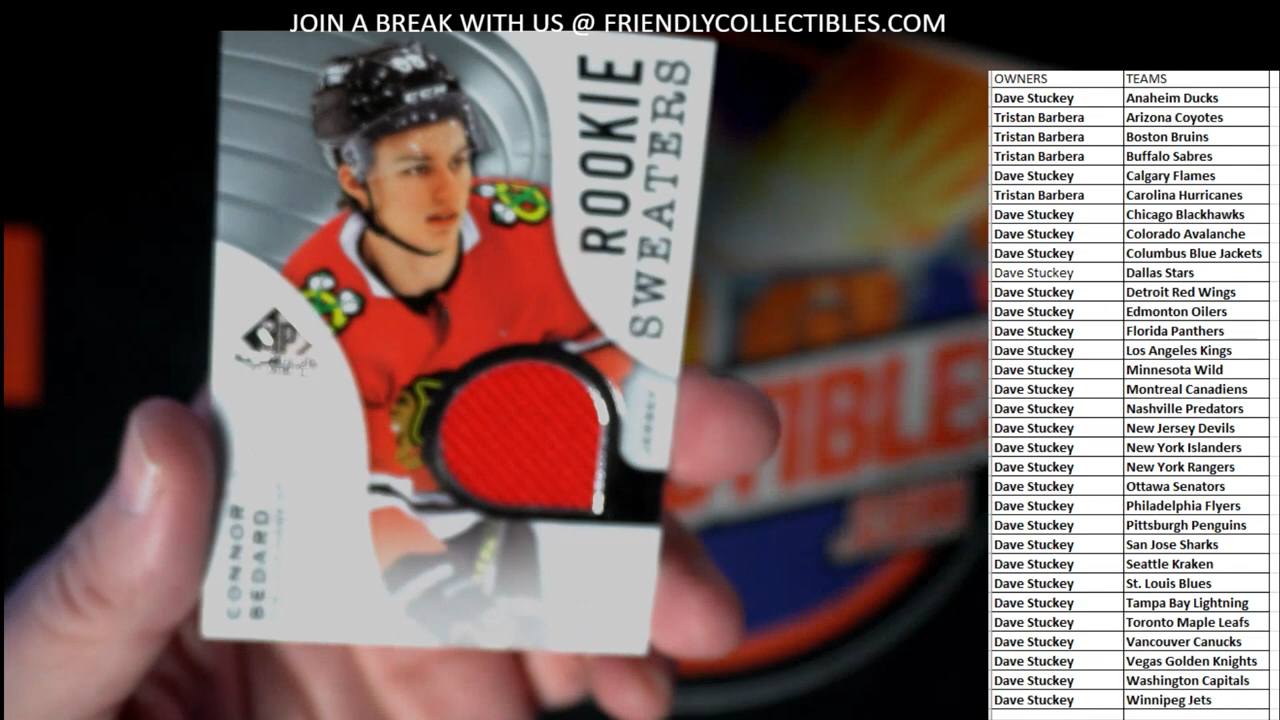 JOIN A BREAK WITH US @ FRIENDLYCOLLECTIBLES.COM
ROOKIE
SWEATERS
SP
JERSEY
CONNOR
BEDARD
CCM
TIBLES
OWNERS TEAMS
Dave Stuckey Anaheim Ducks
Tristan Barbera Arizona Coyotes
Tristan Barbera Boston Bruins
Tristan Barbera Buffalo Sabres
Dave Stuckey Calgary Flames
Tristan Barbera Carolina Hurricanes
Dave Stuckey Chicago Blackhawks
Dave Stuckey Colorado Avalanche
Dave Stuckey Columbus Blue Jackets
Dave Stuckey Dallas Stars
Dave Stuckey Detroit Red Wings
Dave Stuckey Edmonton Oilers
Dave Stuckey Florida Panthers
Dave Stuckey Los Angeles Kings
Dave Stuckey Minnesota Wild
Dave Stuckey Montreal Canadiens
Dave Stuckey Nashville Predators
Dave Stuckey New Jersey Devils
Dave Stuckey New York Islanders
Dave Stuckey New York Rangers
Dave Stuckey Ottawa Senators
Dave Stuckey Philadelphia Flyers
Dave Stuckey Pittsburgh Penguins
Dave Stuckey San Jose Sharks
Dave Stuckey Seattle Kraken
Dave Stuckey St. Louis Blues
Dave Stuckey Tampa Bay Lightning
Dave Stuckey Toronto Maple Leafs
Dave Stuckey Vancouver Canucks
Dave Stuckey Vegas Golden Knights
Dave Stuckey Washington Capitals
Dave Stuckey Winnipeg Jets